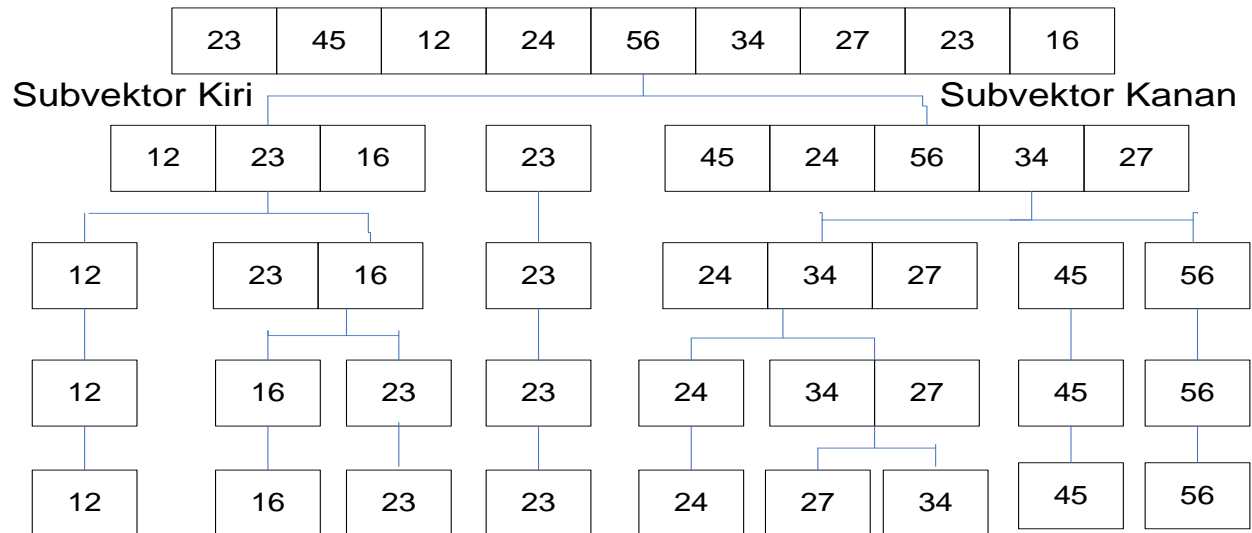 23 45 12 24 56 34 27 23 16
Subvektor Kiri Subvektor Kanan
12 23 16 23 45 24 56 34 27
12 23 16 23 24 34 27 45 56
12 16 23 23 24 34 27 45 56
12 16 23 23 24 27 34 45 56